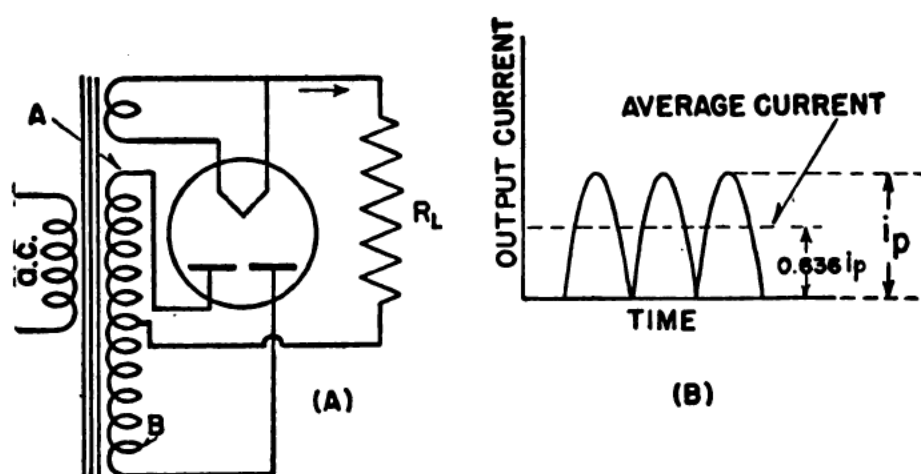 A
a.c.
B
R_L
(A)
OUTPUT CURRENT
AVERAGE CURRENT
i_p
0.636 i_p
TIME
(B)